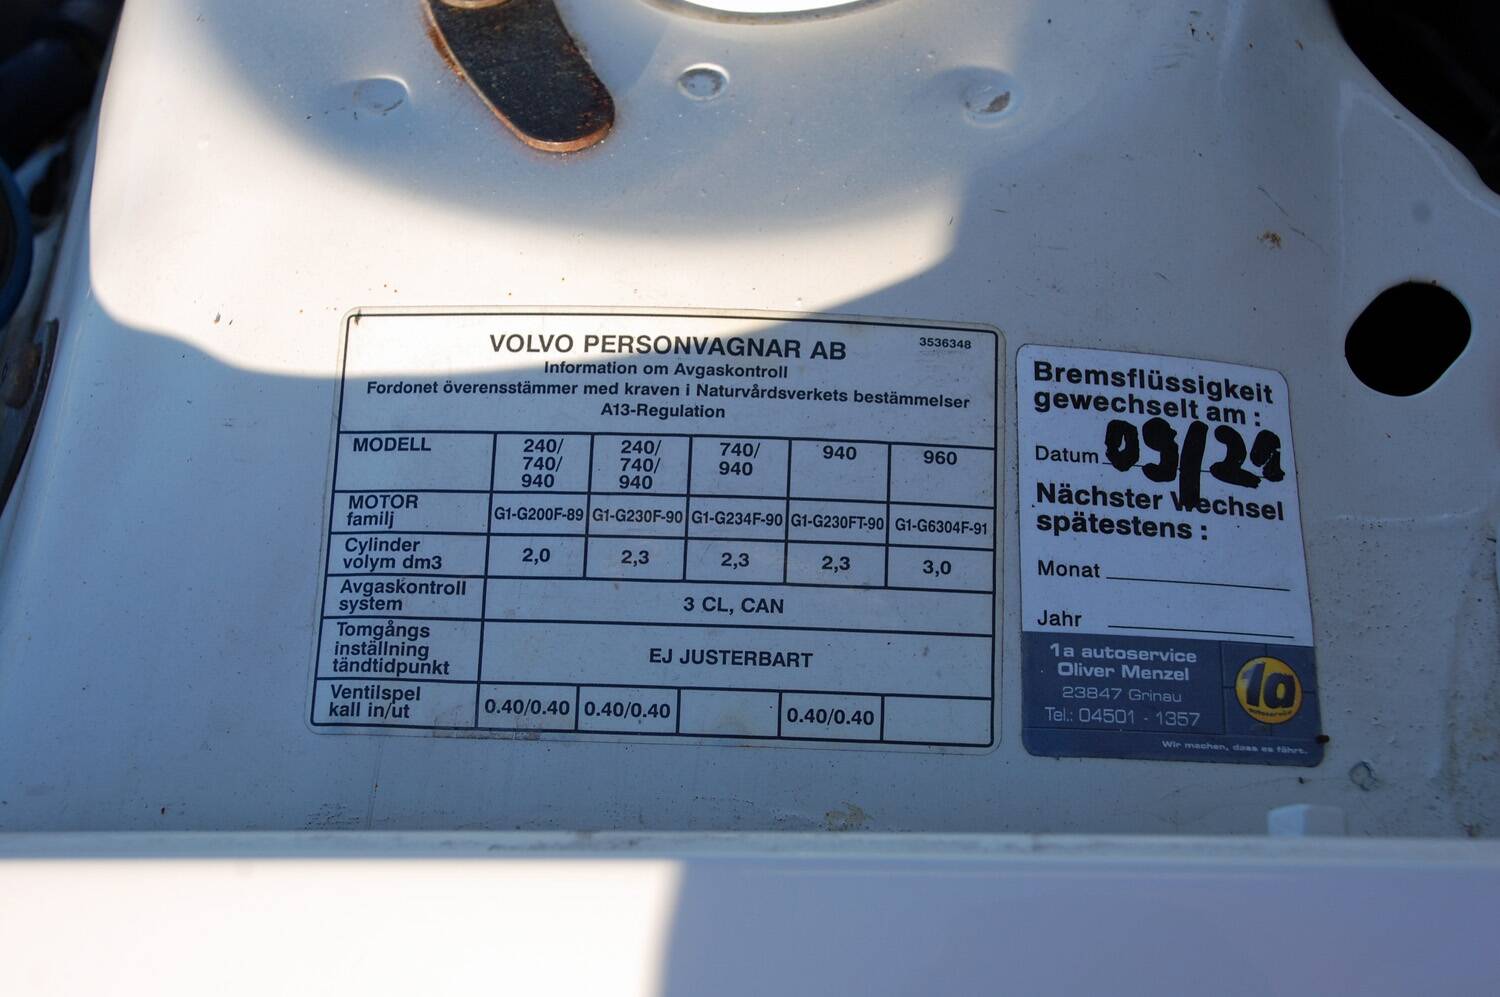 VOLVO PERSONVAGNAR AB 3536348
Information om Avgaskontroll
Fordonet överensstämmer med kraven i Naturvårdsverkets bestämmelser
A13-Regulation
MODELL 240/ 740/ 940 240/ 740/ 940 740/ 940 940 960
MOTOR familj G1-G200F-89 G1-G230F-90 G1-G234F-90 G1-G230FT-90 G1-G6304F-91
Cylinder volym dm3 2,0 2,3 2,3 2,3 3,0
Avgaskontroll system 3 CL, CAN
Tomgångs inställning tändtidpunkt EJ JUSTERBART
Ventilspel kall in/ut 0.40/0.40 0.40/0.40 0.40/0.40
Bremsflüssigkeit
gewechselt am :
Datum 09/21
Nächster Wechsel
spätestens :
Monat
Jahr
1a autoservice
Oliver Menzel
23847 Grinau
Tel.: 04501 - 1357
1a
autoservice
Wir machen, dass es fährt.